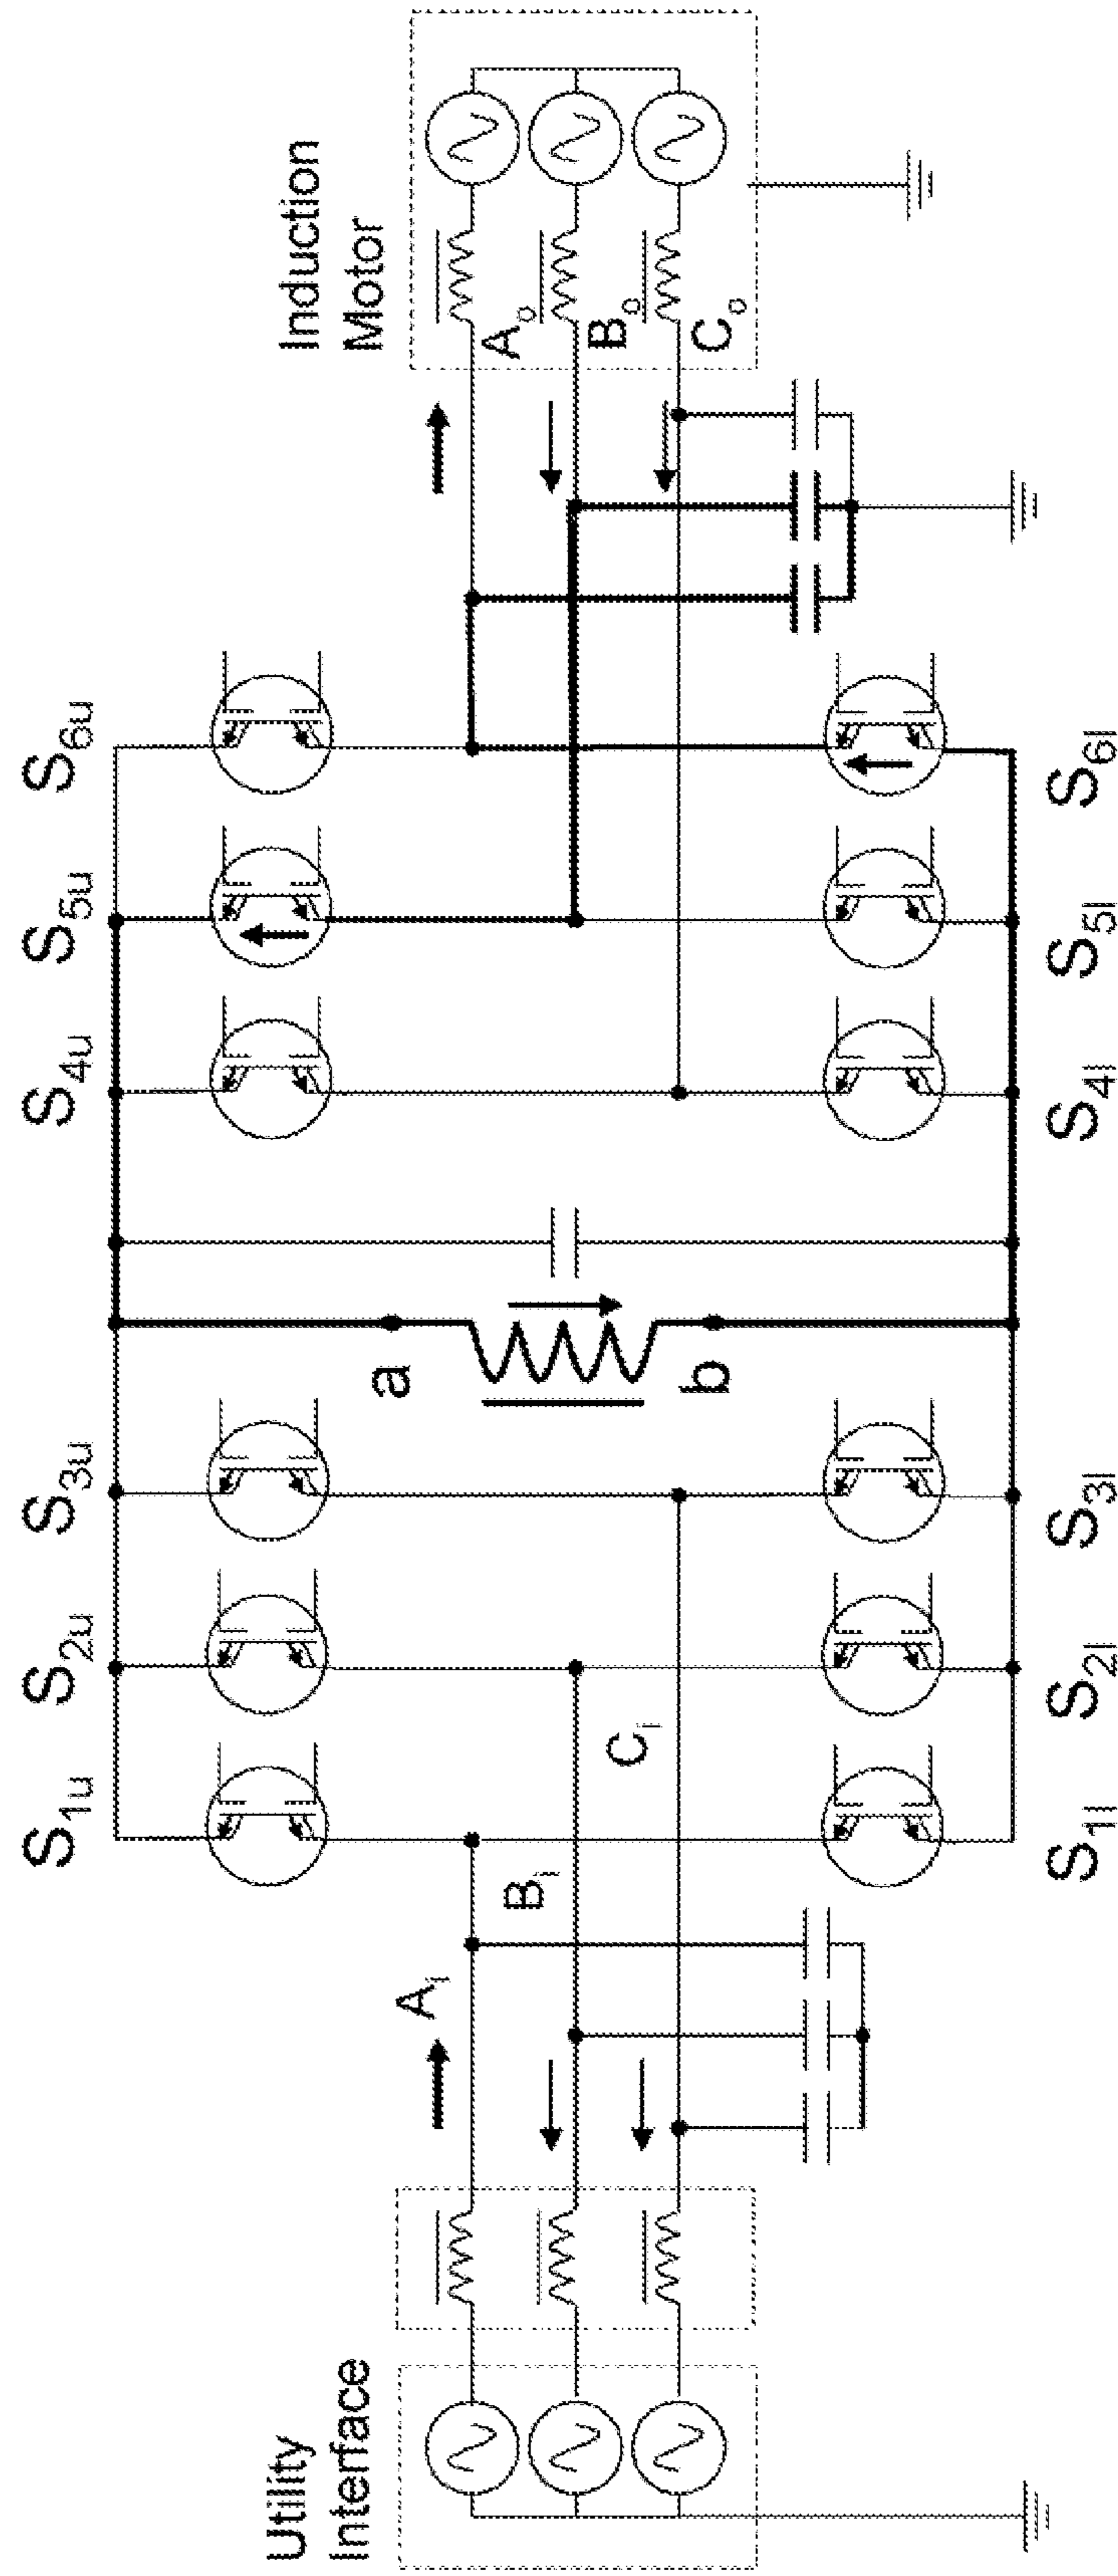 Utility
Interface
Induction
Motor
S1u
S2u
S3u
S4u
S5u
S6u
Ai
Bi
Ci
a
b
Ao
Bo
Co
S1l
S2l
S3l
S4l
S5l
S6l